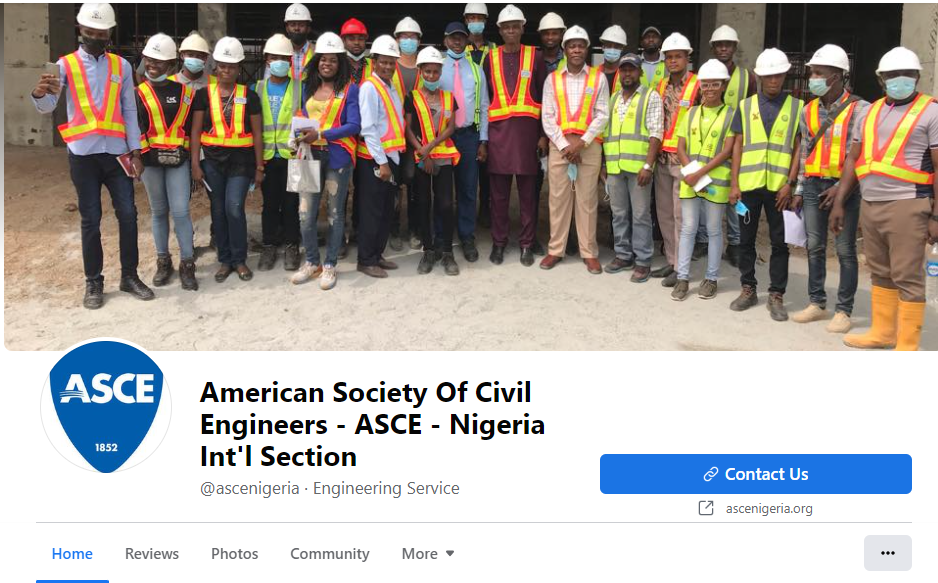 ASCE
1852
American Society Of Civil
Engineers - ASCE - Nigeria
Int'l Section
@ascenigeria · Engineering Service
Contact Us
ascenigeria.org
Home
Reviews
Photos
Community
More